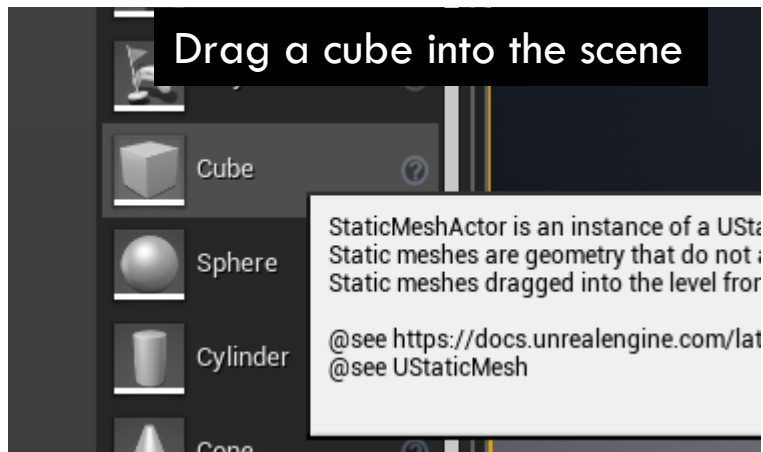 Drag a cube into the scene
Cube
StaticMeshActor is an instance of a USta
Static meshes are geometry that do not a
Static meshes dragged into the level fron
Sphere
@see https://docs.unrealengine.com/lat
Cylinder
@see UStaticMesh
Cone